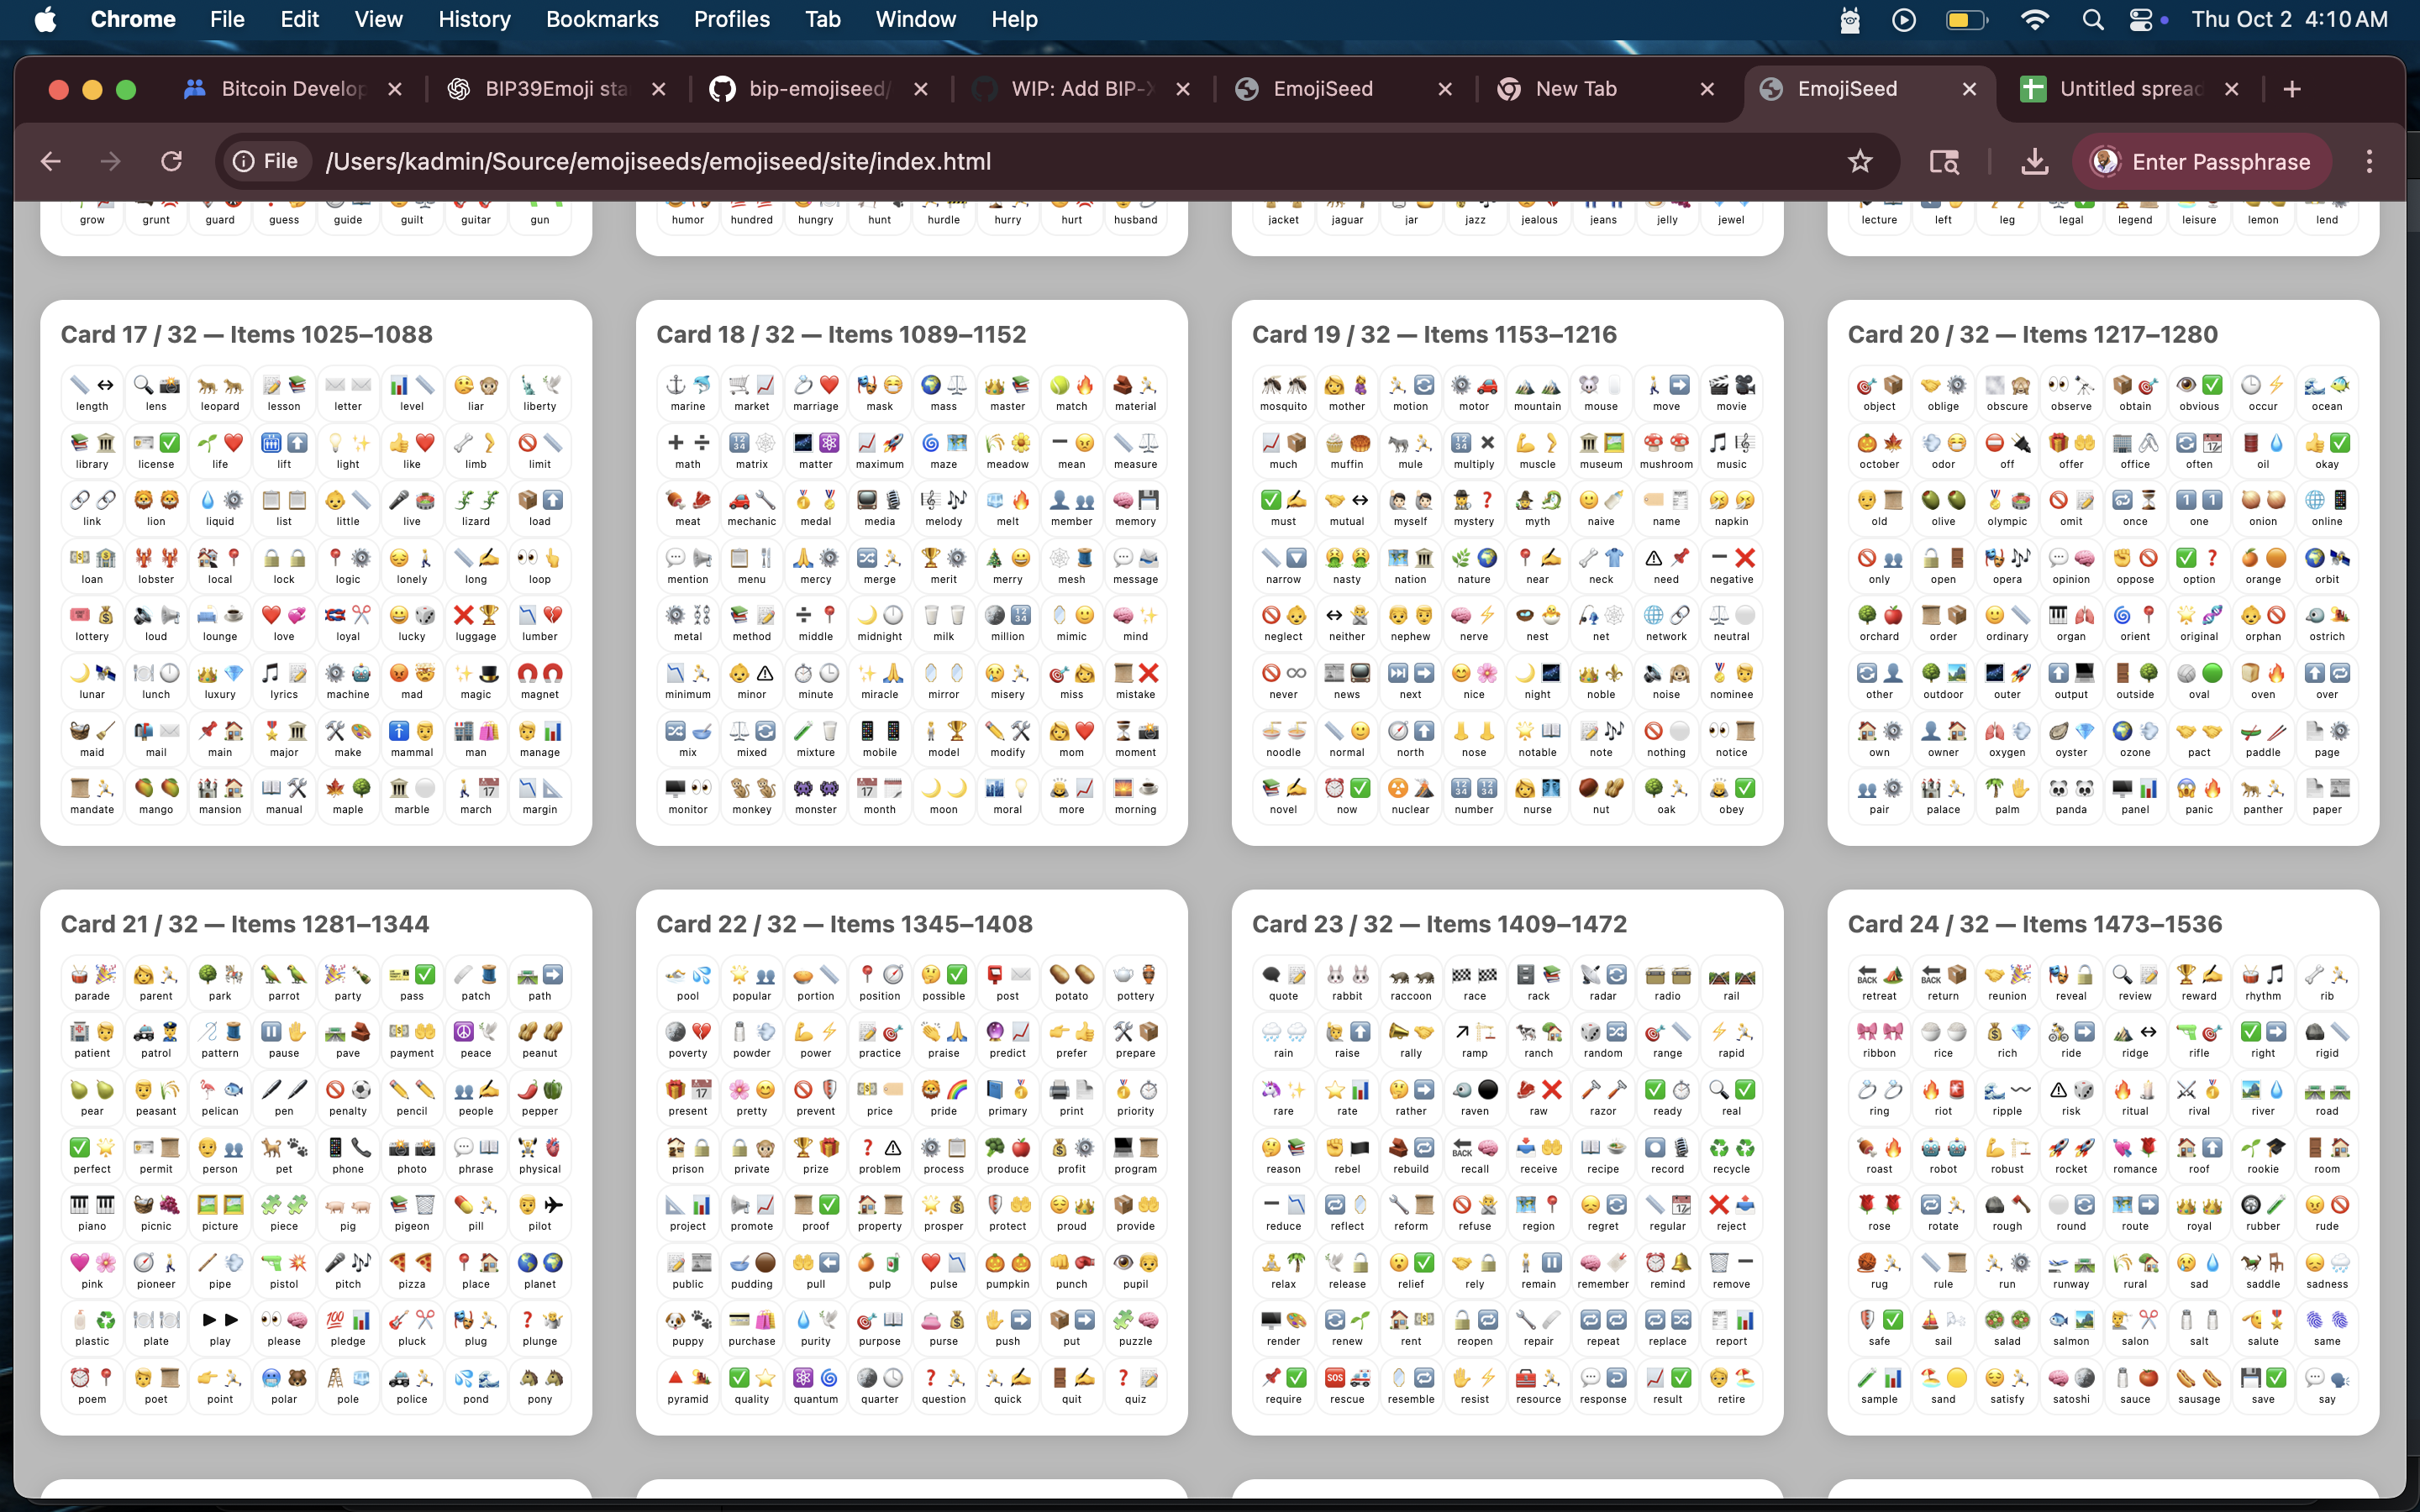 Chrome File Edit View History Bookmarks Profiles Tab Window Help Thu Oct 2 4:10 AM
Bitcoin Develop BIP39Emoji sta bip-emojiseed/ WIP: Add BIP-X EmojiSeed New Tab EmojiSeed Untitled spread
File /Users/kadmin/Source/emojiseeds/emojiseed/site/index.html Enter Passphrase
grow grunt guard guess guide guilt guitar gun
humor hundred hungry hunt hurdle hurry hurt husband
jacket jaguar jar jazz jealous jeans jelly jewel
lecture left leg legal legend leisure lemon lend
Card 17 / 32 — Items 1025–1088
length lens leopard lesson letter level liar liberty
library license life lift light like limb limit
link lion liquid list little live lizard load
loan lobster local lock logic lonely long loop
lottery loud lounge love loyal lucky luggage lumber
lunar lunch luxury lyrics machine mad magic magnet
maid mail main major make mammal man manage
mandate mango mansion manual maple marble march margin
Card 18 / 32 — Items 1089–1152
marine market marriage mask mass master match material
math matrix matter maximum maze meadow mean measure
meat mechanic medal media melody melt member memory
mention menu mercy merge merit merry mesh message
metal method middle midnight milk million mimic mind
minimum minor minute miracle mirror misery miss mistake
mix mixed mixture mobile model modify mom moment
monitor monkey monster month moon moral more morning
Card 19 / 32 — Items 1153–1216
mosquito mother motion motor mountain mouse move movie
much muffin mule multiply muscle museum mushroom music
must mutual myself mystery myth naive name napkin
narrow nasty nation nature near neck need negative
neglect neither nephew nerve nest net network neutral
never news next nice night noble noise nominee
noodle normal north nose notable note nothing notice
novel now nuclear number nurse nut oak obey
Card 20 / 32 — Items 1217–1280
object oblige obscure observe obtain obvious occur ocean
october odor off offer office often oil okay
old olive olympic omit once one onion online
only open opera opinion oppose option orange orbit
orchard order ordinary organ orient original orphan ostrich
other outdoor outer output outside oval oven over
own owner oxygen oyster ozone pact paddle page
pair palace palm panda panel panic panther paper
Card 21 / 32 — Items 1281–1344
parade parent park parrot party pass patch path
patient patrol pattern pause pave payment peace peanut
pear peasant pelican pen penalty pencil people pepper
perfect permit person pet phone photo phrase physical
piano picnic picture piece pig pigeon pill pilot
pink pioneer pipe pistol pitch pizza place planet
plastic plate play please pledge pluck plug plunge
poem poet point polar pole police pond pony
Card 22 / 32 — Items 1345–1408
pool popular portion position possible post potato pottery
poverty powder power practice praise predict prefer prepare
present pretty prevent price pride primary print priority
prison private prize problem process produce profit program
project promote proof property prosper protect proud provide
public pudding pull pulp pulse pumpkin punch pupil
puppy purchase purity purpose purse push put puzzle
pyramid quality quantum quarter question quick quit quiz
Card 23 / 32 — Items 1409–1472
quote rabbit raccoon race rack radar radio rail
rain raise rally ramp ranch random range rapid
rare rate rather raven raw razor ready real
reason rebel rebuild recall receive recipe record recycle
reduce reflect reform refuse region regret regular reject
relax release relief rely remain remember remind remove
render renew rent reopen repair repeat replace report
require rescue resemble resist resource response result retire
Card 24 / 32 — Items 1473–1536
retreat return reunion reveal review reward rhythm rib
ribbon rice rich ride ridge rifle right rigid
ring riot ripple risk ritual rival river road
roast robot robust rocket romance roof rookie room
rose rotate rough round route royal rubber rude
rug rule run runway rural sad saddle sadness
safe sail salad salmon salon salt salute same
sample sand satisfy satoshi sauce sausage save say